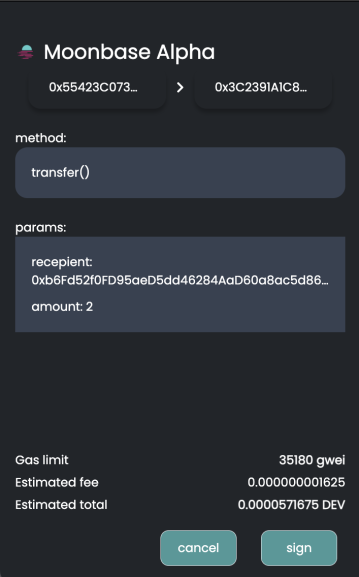 Moonbase Alpha
0x55423C073...
0x3C2391A1C8...
method:
transfer()
params:
recepient:
0xb6Fd52f0FD95aeD5dd46284AaD60a8ac5d86...
amount: 2
Gas limit 35180 gwei
Estimated fee 0.000000001625
Estimated total 0.0000571675 DEV
cancel
sign